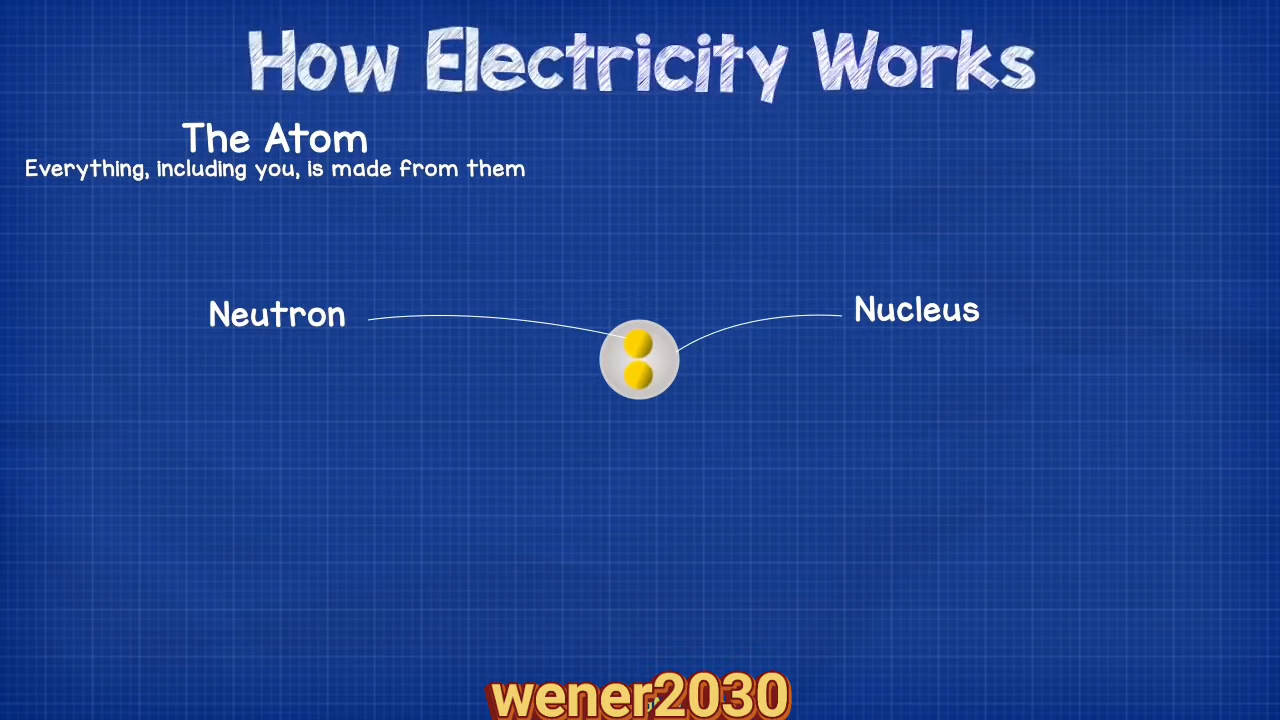 How Electricity Works
The Atom
Everything, including you, is made from them
Neutron
Nucleus
wener2030